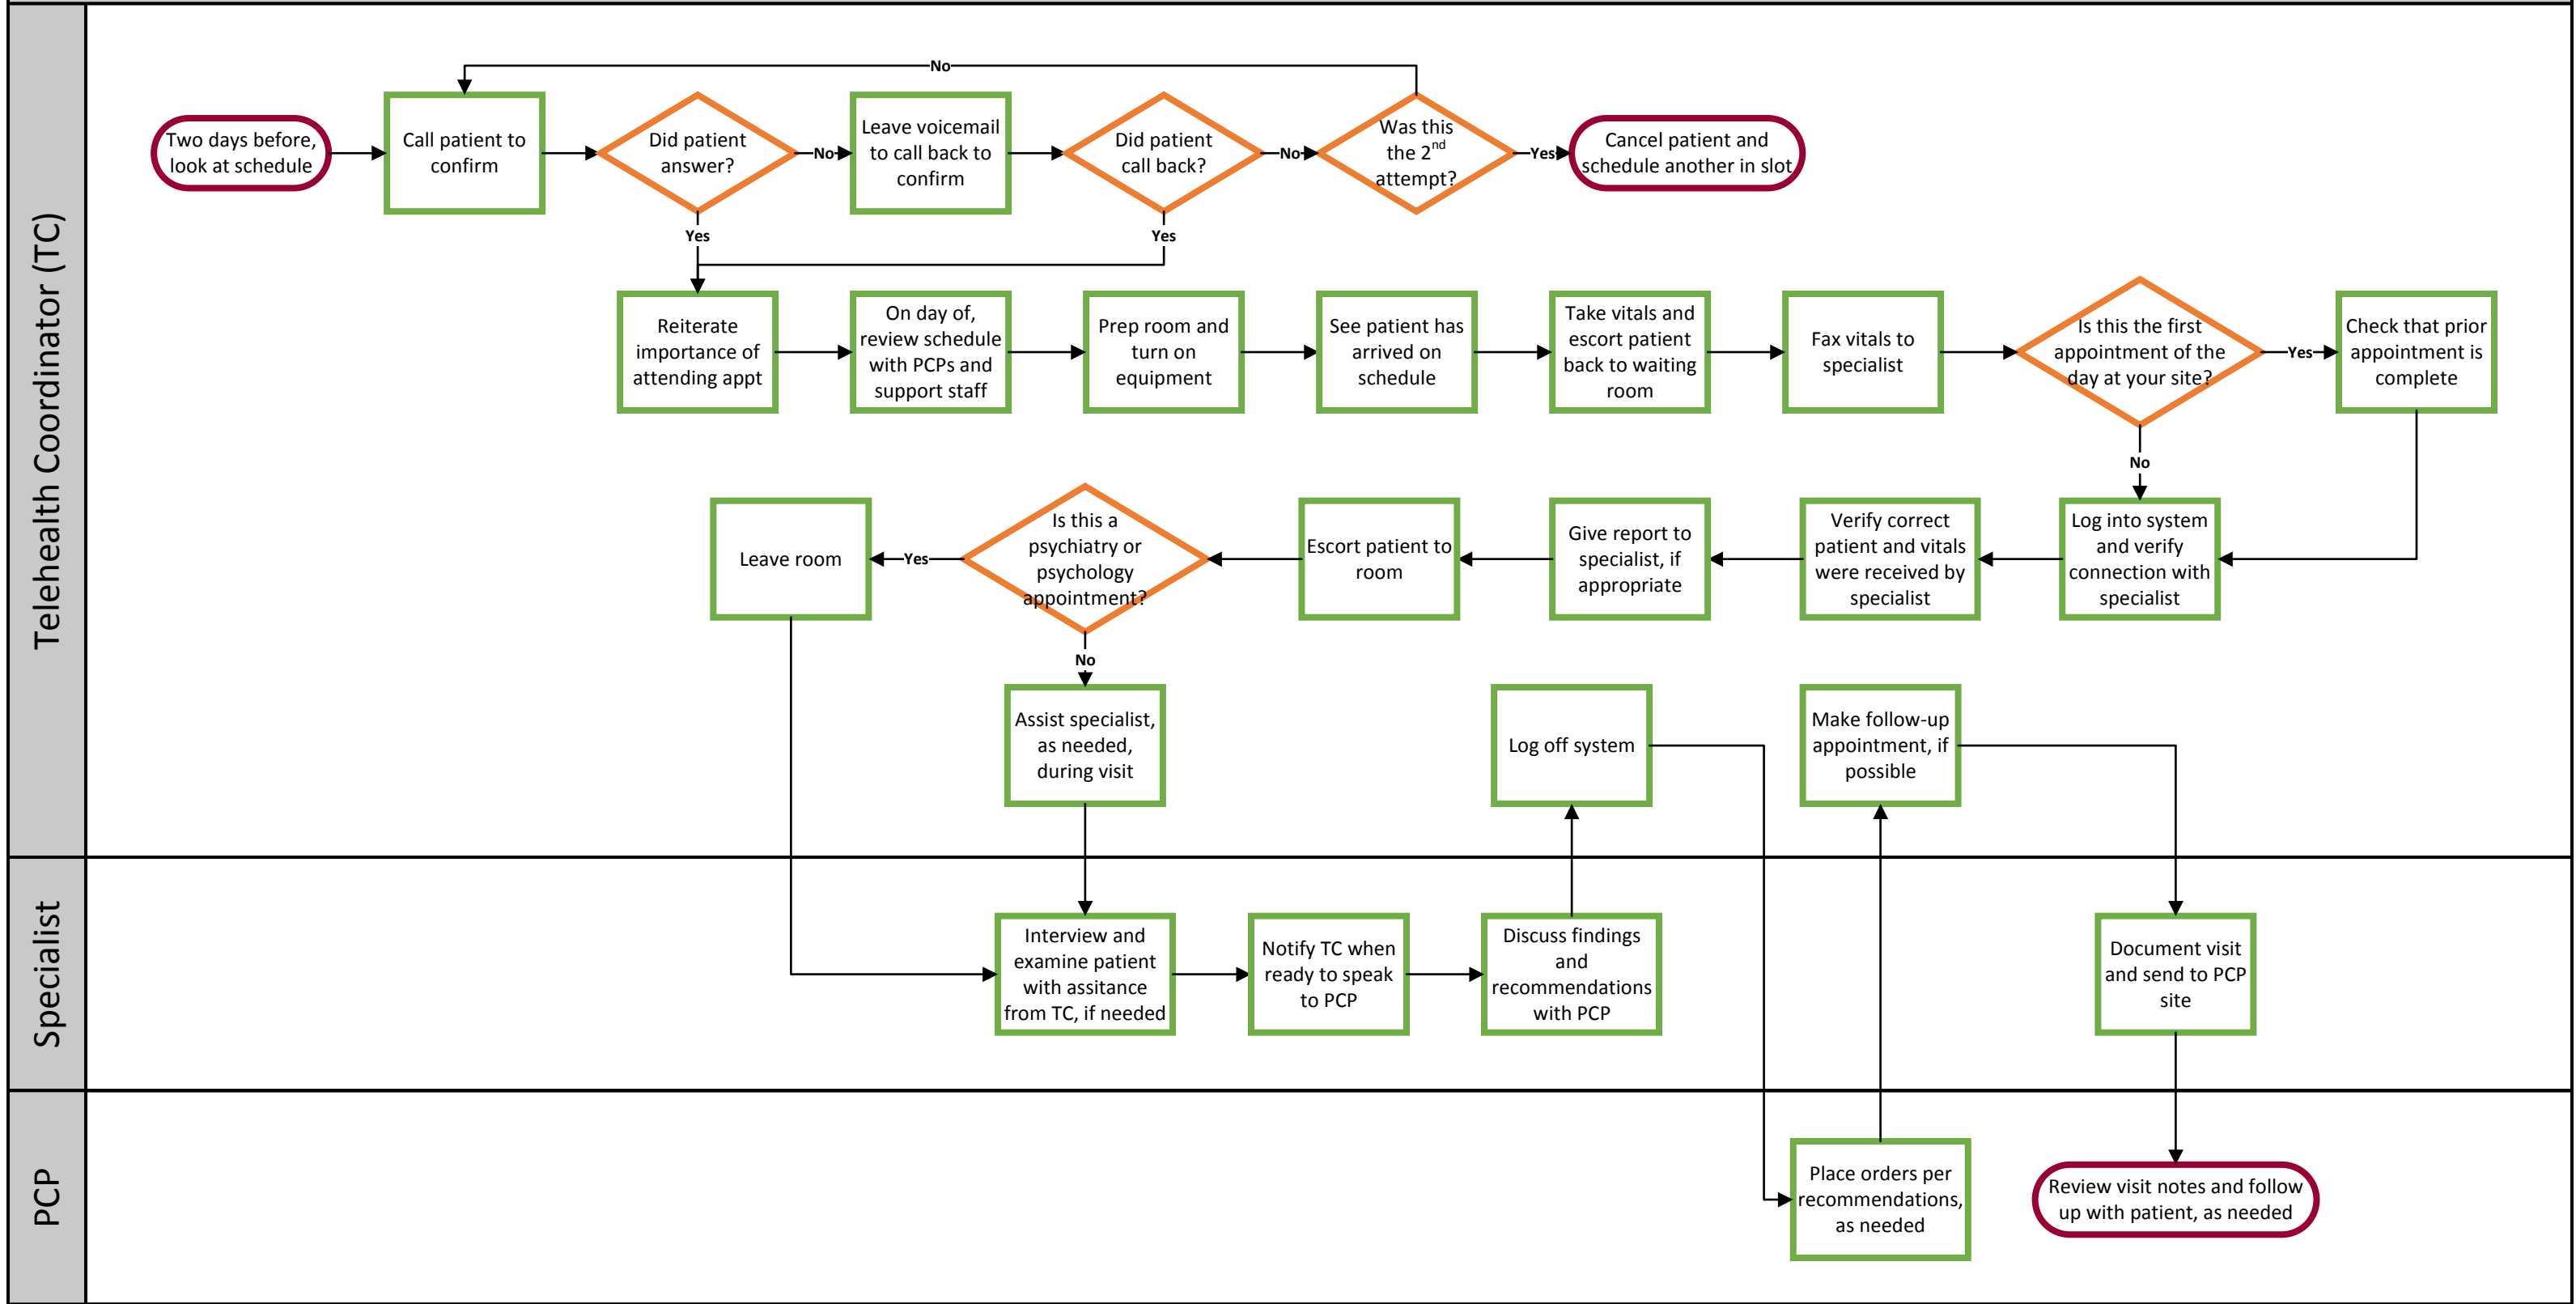 Telehealth Coordinator (TC)
No
Two days before,
look at schedule
Call patient to
confirm
Did patient
answer?
No
Leave voicemail
to call back to
confirm
Did patient
call back?
No
Was this
the 2nd
attempt?
Yes
Cancel patient and
schedule another in slot
Yes
Yes
Reiterate
importance of
attending appt
On day of,
review schedule
with PCPs and
support staff
Prep room and
turn on
equipment
See patient has
arrived on
schedule
Take vitals and
escort patient
back to waiting
room
Fax vitals to
specialist
Is this the first
appointment of the
day at your site?
Yes
Check that prior
appointment is
complete
No
Log into system
and verify
connection with
specialist
Verify correct
patient and vitals
were received by
specialist
Give report to
specialist, if
appropriate
Escort patient to
room
Is this a
psychiatry or
psychology
appointment?
Yes
Leave room
No
Assist specialist,
as needed,
during visit
Log off system
Make follow-up
appointment, if
possible
Specialist
Interview and
examine patient
with assitance
from TC, if needed
Notify TC when
ready to speak
to PCP
Discuss findings
and
recommendations
with PCP
Document visit
and send to PCP
site
PCP
Place orders per
recommendations,
as needed
Review visit notes and follow
up with patient, as needed